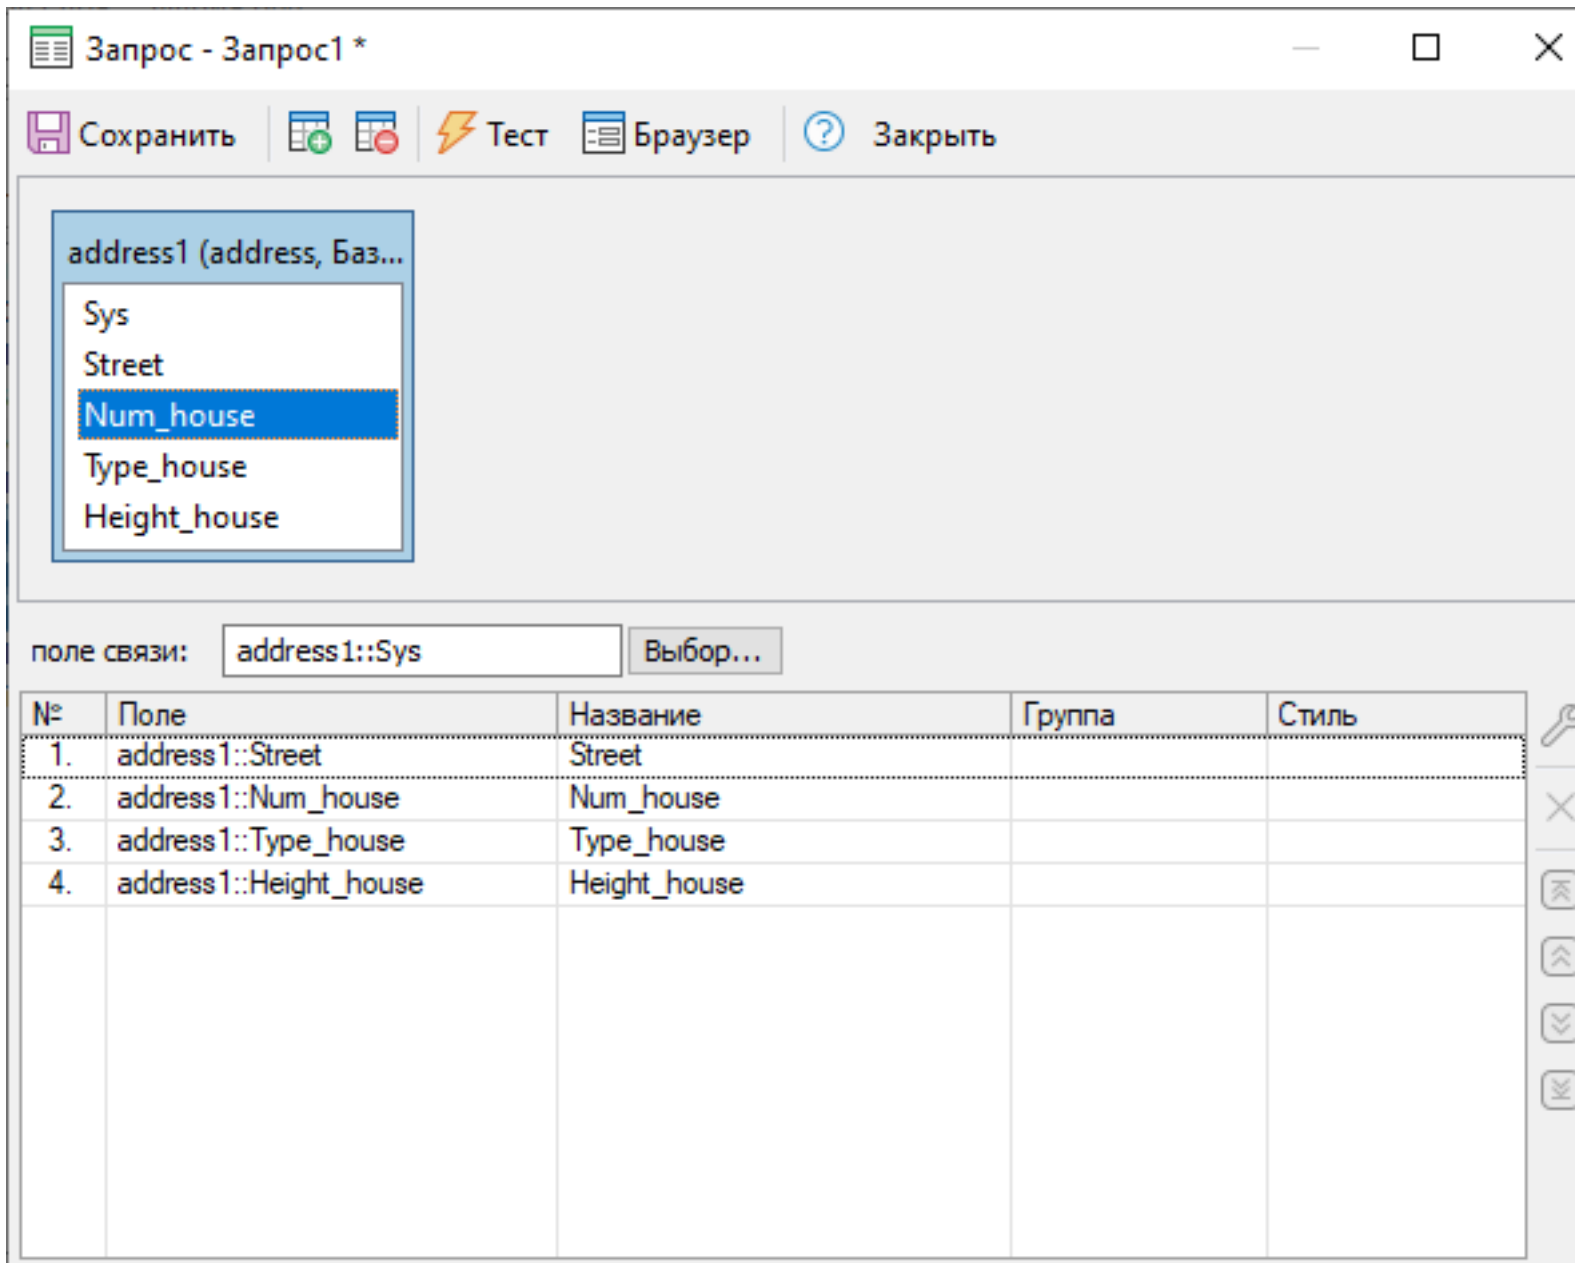 Запрос - Запрос1 *
Сохранить Тест Браузер Закрыть
address1 (address, Баз...
Sys
Street
Num_house
Type_house
Height_house
поле связи: address1::Sys Выбор...
№ Поле Название Группа Стиль
1. address1::Street Street
2. address1::Num_house Num_house
3. address1::Type_house Type_house
4. address1::Height_house Height_house